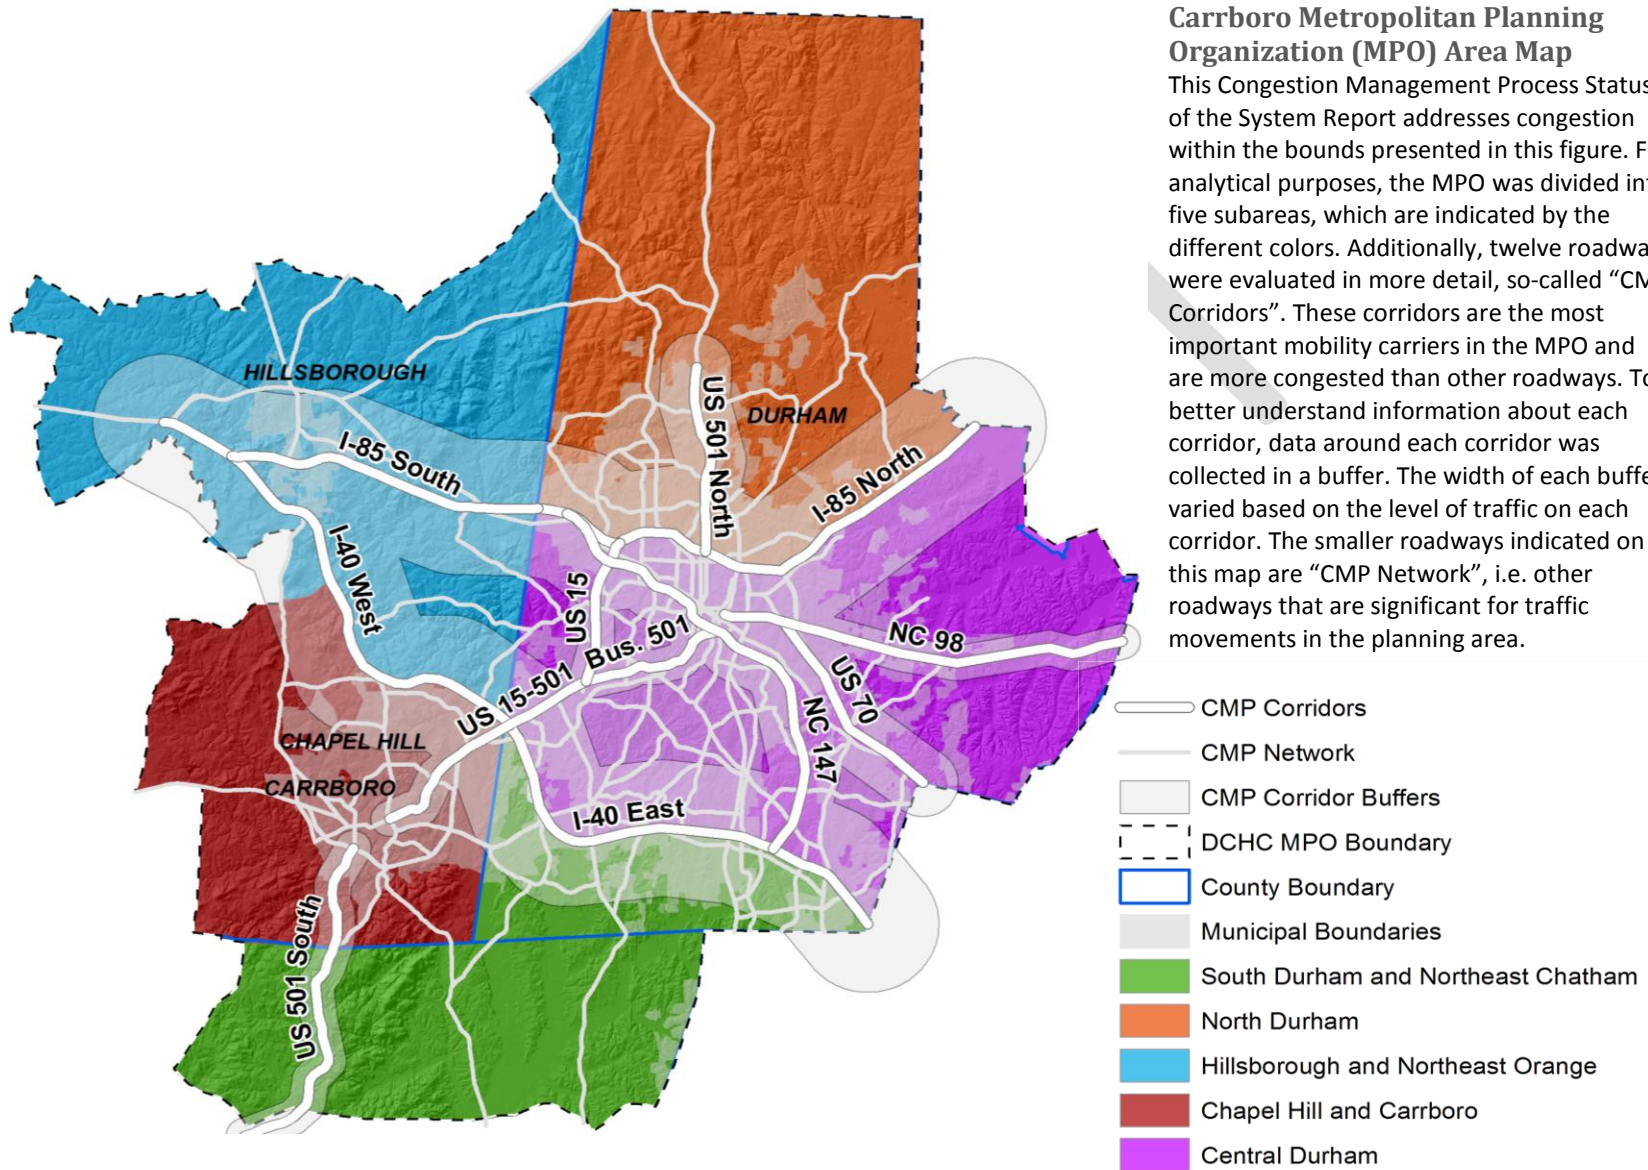 Carrboro Metropolitan Planning
Organization (MPO) Area Map
This Congestion Management Process Status
of the System Report addresses congestion
within the bounds presented in this figure.
analytical purposes, the MPO was divided
five subareas, which are indicated by the
different colors. Additionally, twelve
were evaluated in more detail, so-called
Corridors”. These corridors are the most
important mobility carriers in the MPO and
are more congested than other roadways. To
better understand information about each
corridor, data around each corridor was
collected in a buffer. The width of each
varied based on the level of traffic on each
corridor. The smaller roadways indicated on
this map are “CMP Network”, i.e. other
roadways that are significant for traffic
movements in the planning area.
HILLSBOROUGH
DURHAM
US 501 North
I-85 South
I-85 North
I-40 West
US 15
Bus. 501
NC 98
US 15-501
US 70
NC 147
CHAPEL HILL
CARRBORO
I-40 East
US 501 South
CMP Corridors
CMP Network
CMP Corridor Buffers
DCHC MPO Boundary
County Boundary
Municipal Boundaries
South Durham and Northeast Chatham
North Durham
Hillsborough and Northeast Orange
Chapel Hill and Carrboro
Central Durham